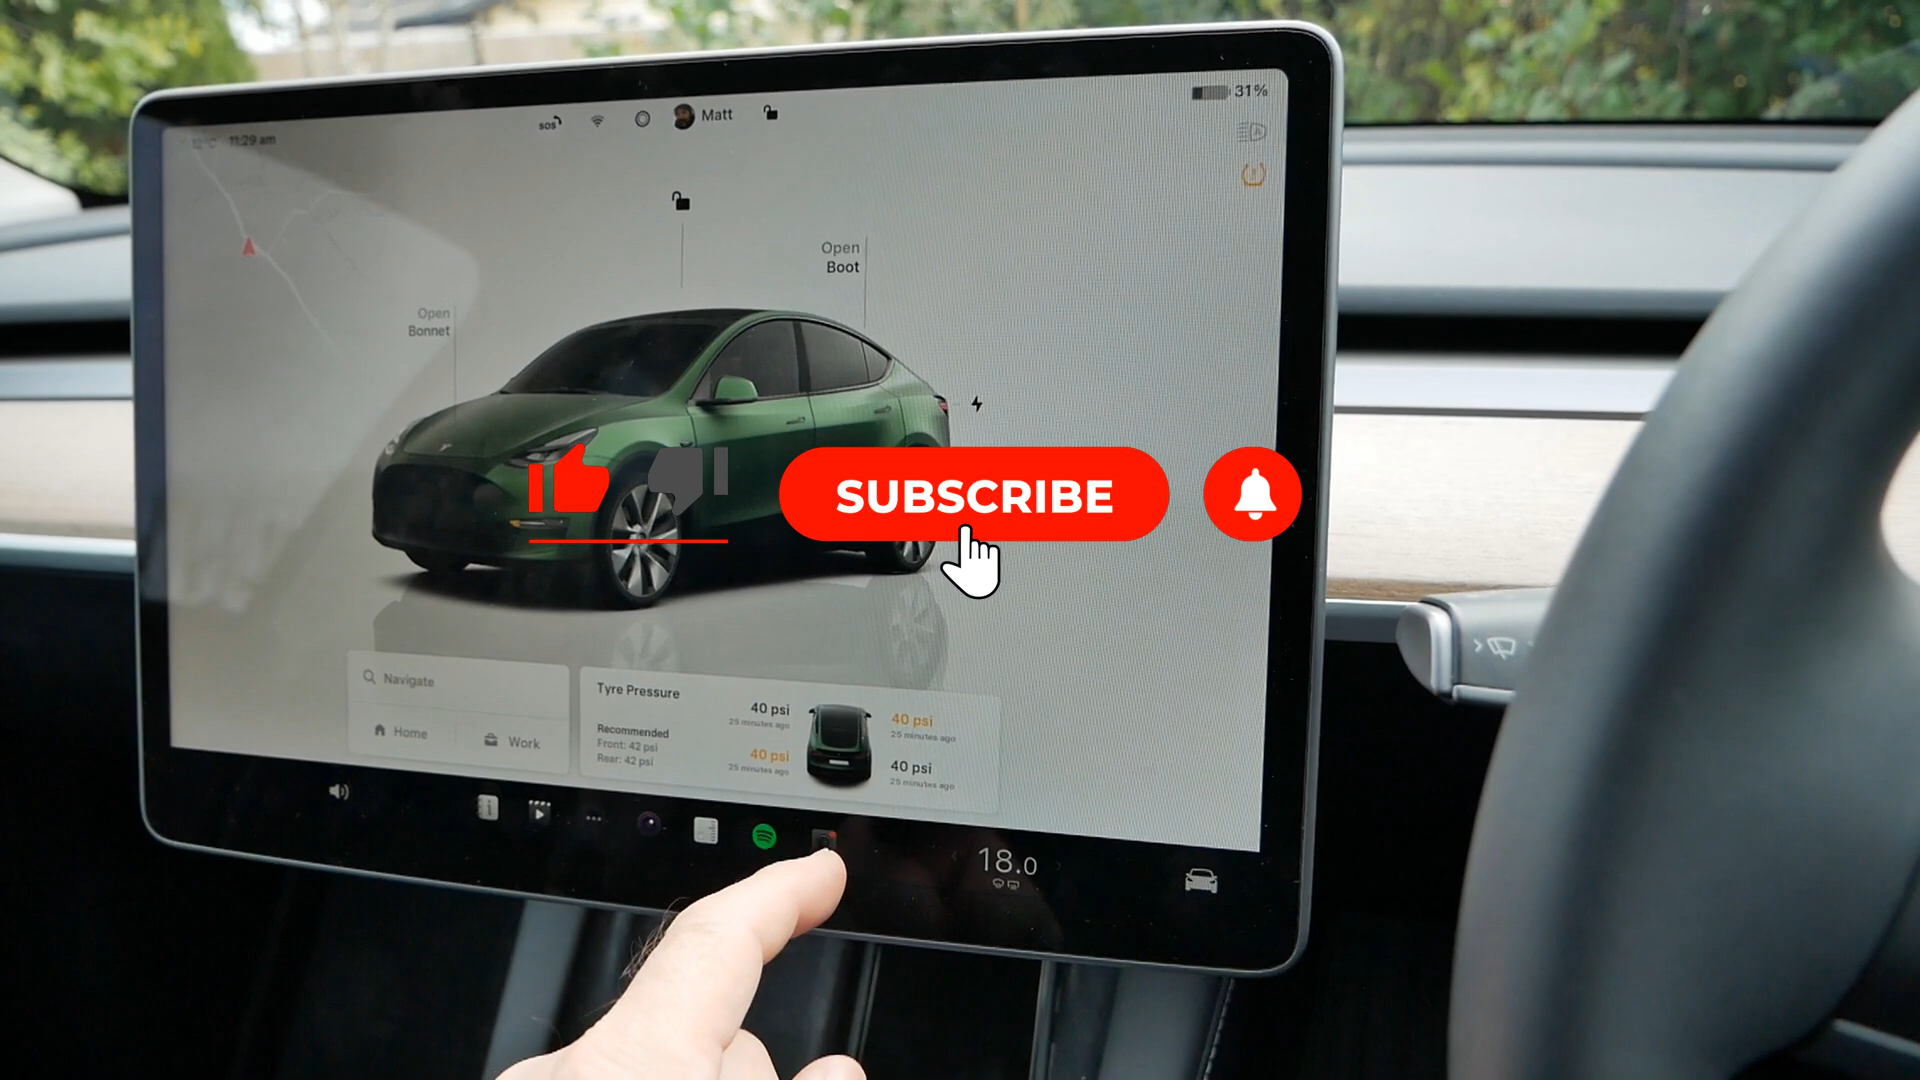 12°C 11:29 am
SOS
Matt
31%
Open
Boot
Open
Bonnet
SUBSCRIBE
Navigate
Home
Work
Tyre Pressure
Recommended
Front: 42 psi
Rear: 42 psi
40 psi
25 minutes ago
40 psi
25 minutes ago
40 psi
25 minutes ago
40 psi
25 minutes ago
18.0